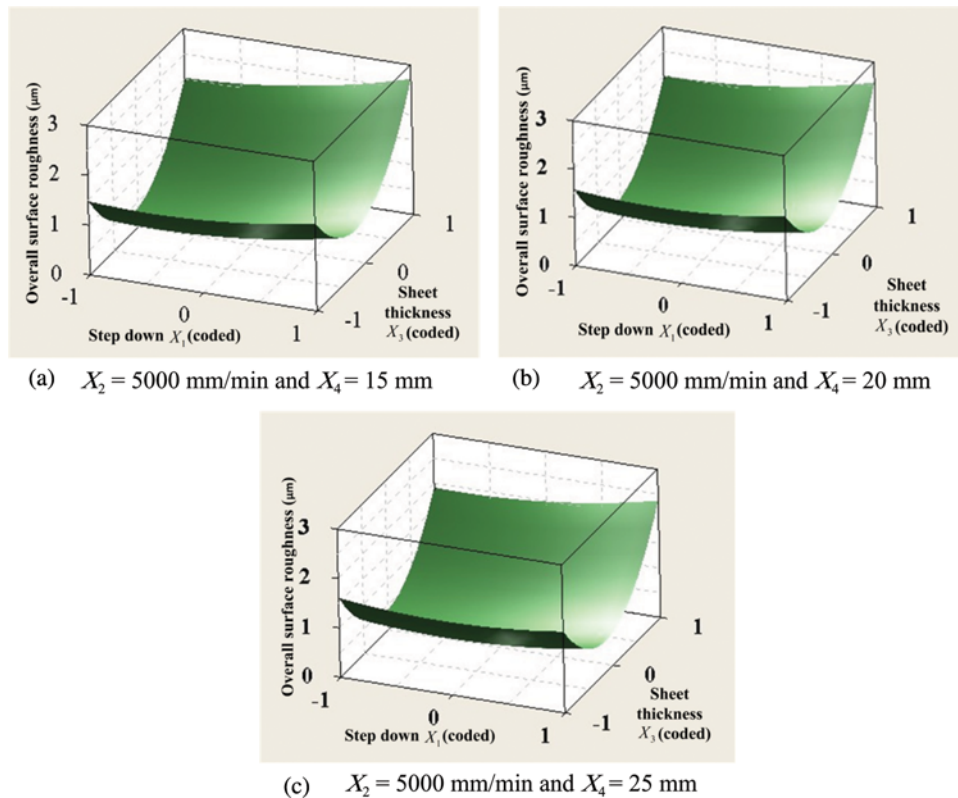 Overall surface roughness (μm)
3
2
1
0
-1
0
1
Step down X₁ (coded)
-1
0
1
Sheet
thickness
X₃ (coded)
(a) X₂ = 5000 mm/min and X₄ = 15 mm
Overall surface roughness (μm)
3
2
1
0
-1
0
1
Step down X₁ (coded)
-1
0
1
Sheet
thickness
X₃ (coded)
(b) X₂ = 5000 mm/min and X₄ = 20 mm
Overall surface roughness (μm)
3
2
1
0
-1
0
1
Step down X₁ (coded)
-1
0
1
Sheet
thickness
X₃ (coded)
(c) X₂ = 5000 mm/min and X₄ = 25 mm